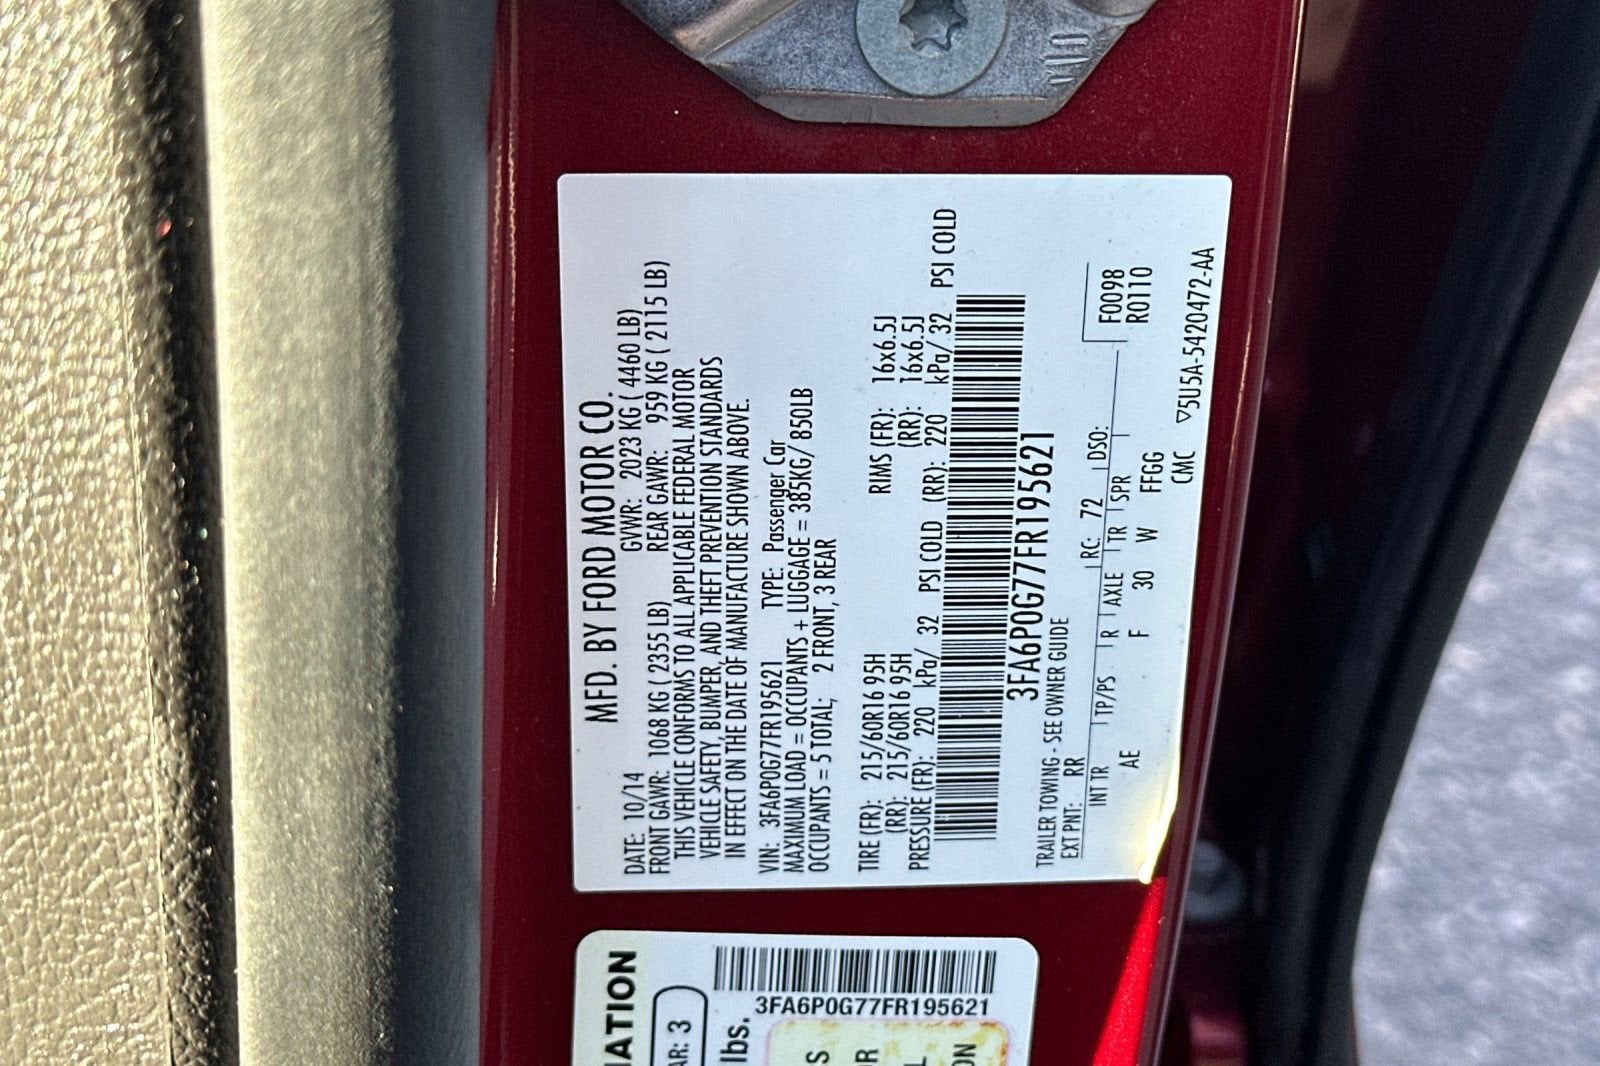 MFD. BY FORD MOTOR CO.
DATE: 10/14 GVWR: 2023 KG ( 4460 LB)
FRONT GAWR: 1068 KG ( 2355 LB) REAR GAWR: 959 KG ( 2115 LB)
THIS VEHICLE CONFORMS TO ALL APPLICABLE FEDERAL MOTOR
VEHICLE SAFETY, BUMPER, AND THEFT PREVENTION STANDARDS
IN EFFECT ON THE DATE OF MANUFACTURE SHOWN ABOVE.
VIN: 3FA6P0G77FR195621 TYPE: Passenger Car
MAXIMUM LOAD = OCCUPANTS + LUGGAGE = 385KG/ 850LB
OCCUPANTS = 5 TOTAL; 2 FRONT, 3 REAR
TIRE (FR): 215/60R16 95H RIMS (FR): 16x6.5J
(RR): 215/60R16 95H (RR): 16x6.5J
PRESSURE (FR): 220 kPa/ 32 PSI COLD (RR): 220 kPa/ 32 PSI COLD
3FA6P0G77FR195621
TRAILER TOWING - SEE OWNER GUIDE
EXT PNT: RR RC: 72 DSO: F0098
R0110
INT TR TP/PS R AXLE TR SPR
AE F 30 W FFGG
CMC ▽5U5A-5420472-AA
MATION
AR: 3
lbs.
3FA6P0G77FR195621
S
OR
L
ON